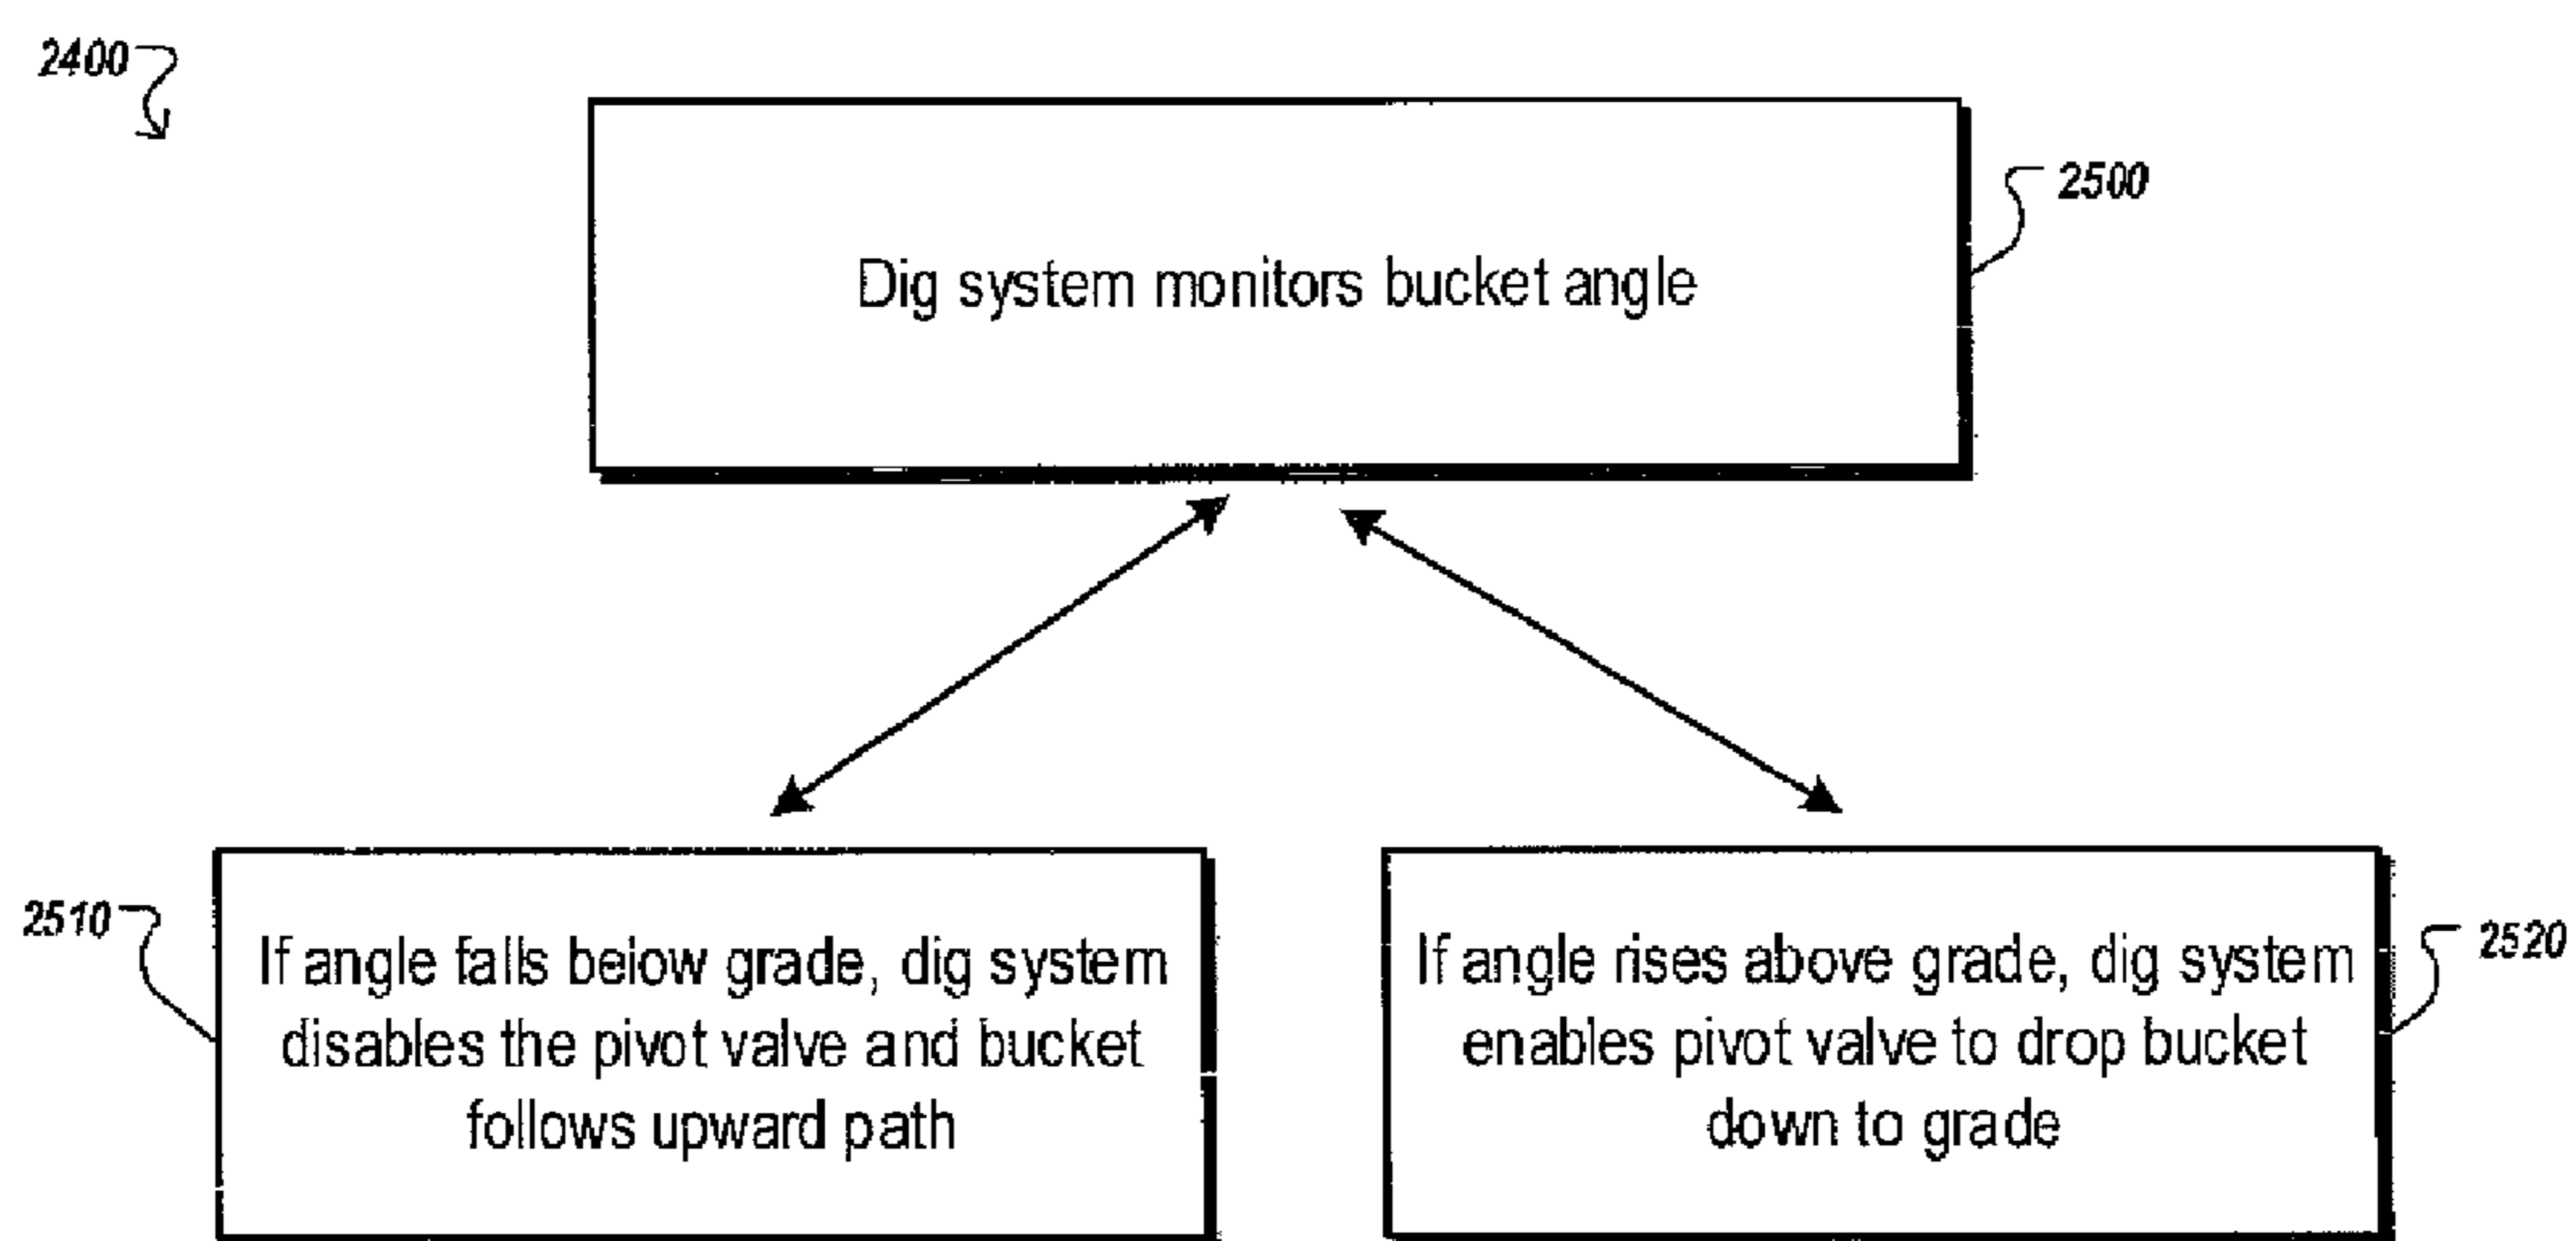 2400
2500
Dig system monitors bucket angle
2510
If angle falls below grade, dig system
disables the pivot valve and bucket
follows upward path
2520
If angle rises above grade, dig system
enables pivot valve to drop bucket
down to grade